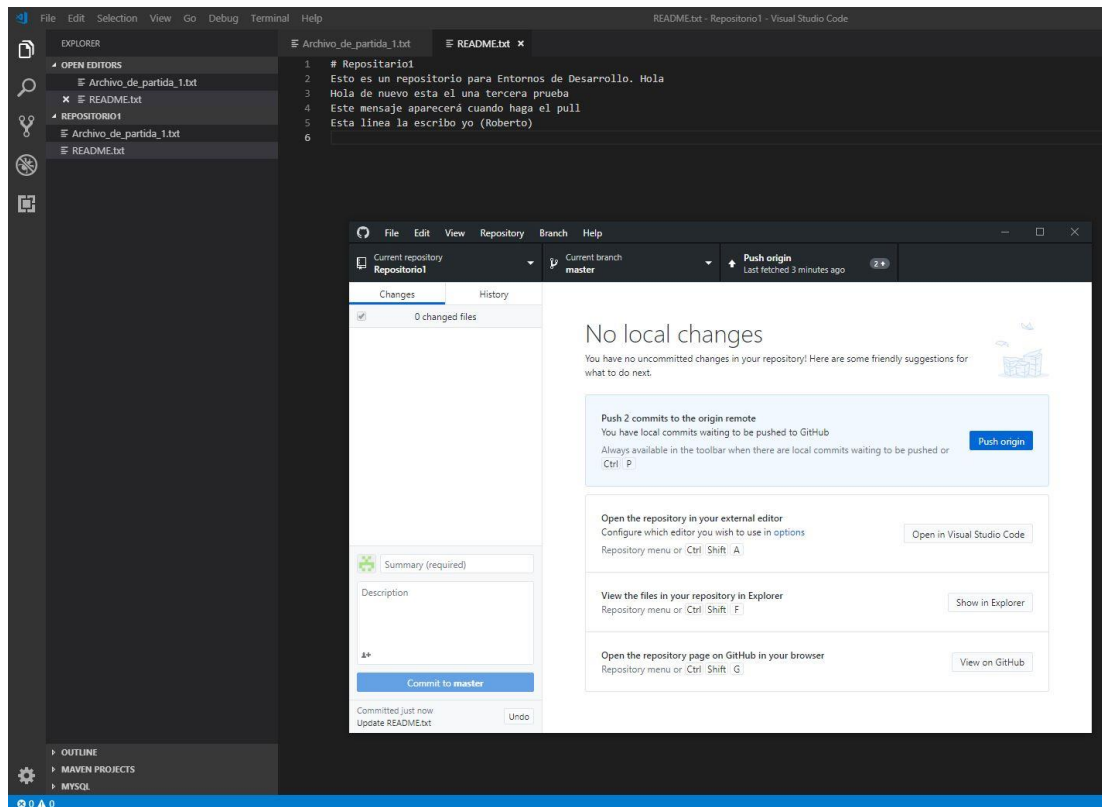 File Edit Selection View Go Debug Terminal Help
README.txt - Repositorio1 - Visual Studio Code
EXPLORER
OPEN EDITORS
Archivo_de_partida_1.txt
README.txt
REPOSITORIO1
Archivo_de_partida_1.txt
README.txt
OUTLINE
MAVEN PROJECTS
MYSQL
0 0
Archivo_de_partida_1.txt README.txt
1 # Repositario1
2 Esto es un repositorio para Entornos de Desarrollo. Hola
3 Hola de nuevo esta el una tercera prueba
4 Este mensaje aparecerá cuando haga el pull
5 Esta linea la escribo yo (Roberto)
6
File Edit View Repository Branch Help
Current repository
Repositorio1
Current branch
master
Push origin
Last fetched 3 minutes ago
2
Changes History
0 changed files
Summary (required)
Description
Commit to master
Committed just now
Update README.txt
Undo
No local changes
You have no uncommitted changes in your repository! Here are some friendly suggestions for
what to do next.
Push 2 commits to the origin remote
You have local commits waiting to be pushed to GitHub
Always available in the toolbar when there are local commits waiting to be pushed or
Ctrl P
Push origin
Open the repository in your external editor
Configure which editor you wish to use in options
Repository menu or Ctrl Shift A
Open in Visual Studio Code
View the files in your repository in Explorer
Repository menu or Ctrl Shift F
Show in Explorer
Open the repository page on GitHub in your browser
Repository menu or Ctrl Shift G
View on GitHub